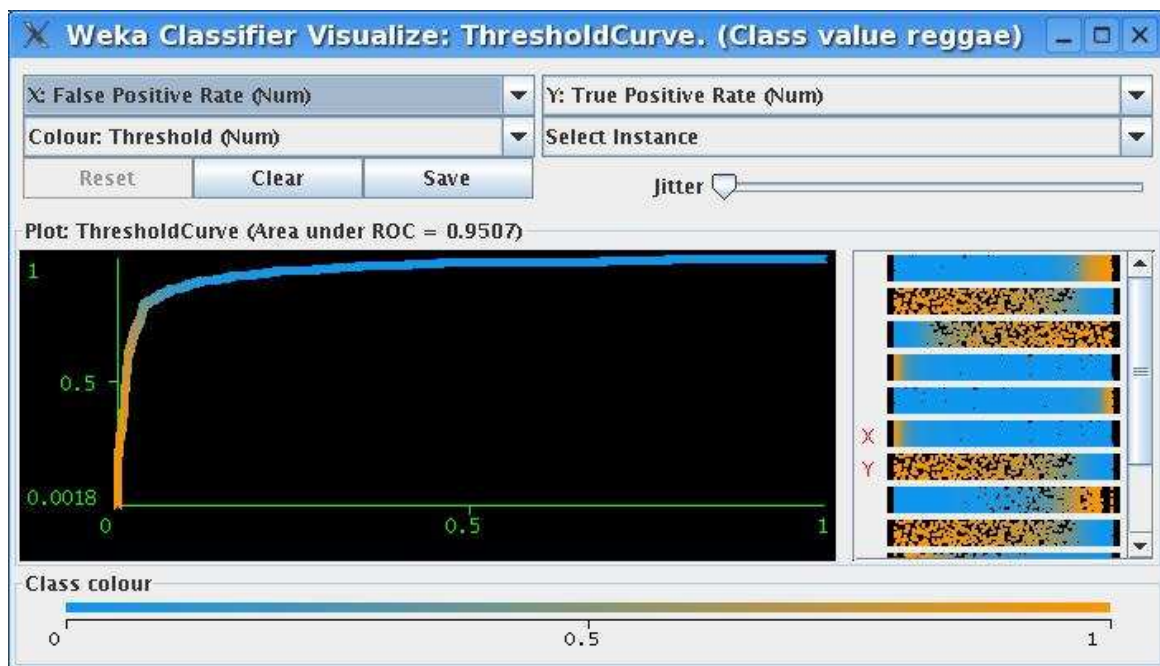 Weka Classifier Visualize: ThresholdCurve. (Class value reggae)
X: False Positive Rate (Num)
Y: True Positive Rate (Num)
Colour: Threshold (Num)
Select Instance
Reset
Clear
Save
Jitter
Plot: ThresholdCurve (Area under ROC = 0.9507)
1
0.5
0.0018
0
0.5
1
X
Y
Class colour
0
0.5
1